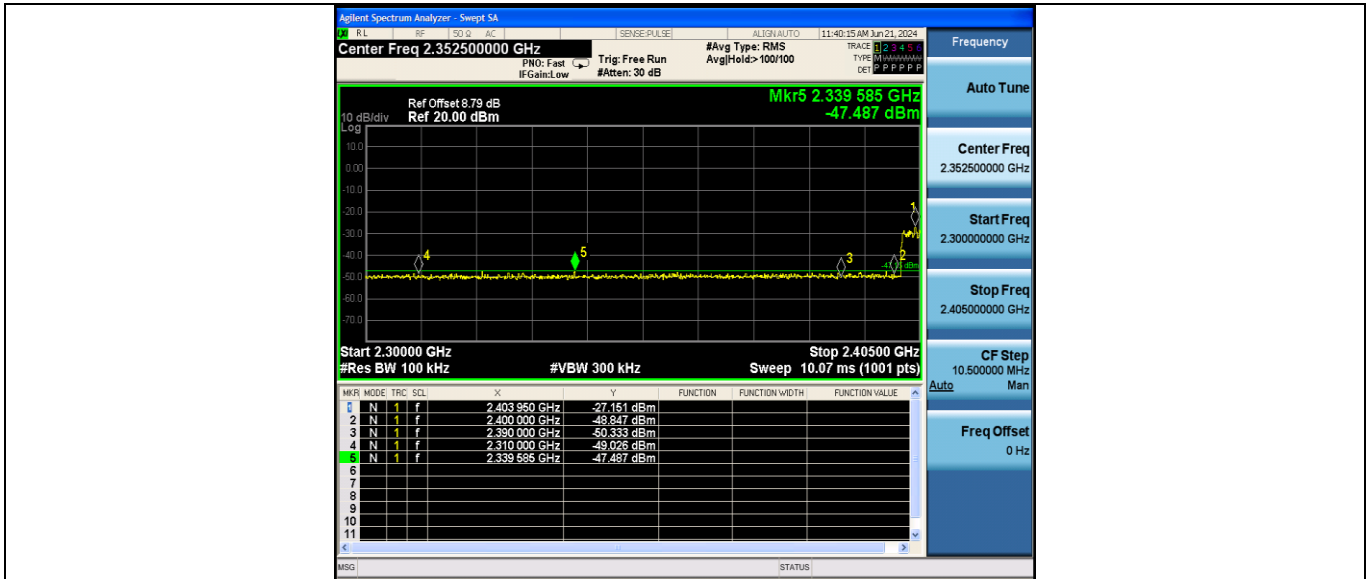 Agilent Spectrum Analyzer - Swept SA
LXI RL RF 50 Ω AC SENSE:PULSE ALIGN AUTO 11:40:15 AM Jun 21, 2024
Center Freq 2.352500000 GHz
#Avg Type: RMS
TRACE 1 2 3 4 5 6
PNO: Fast Trig: Free Run Avg|Hold:>100/100
TYPE MWWWWW
IFGain:Low #Atten: 30 dB
DET P P P P P P
Mkr5 2.339 585 GHz
-47.487 dBm
Ref Offset 8.79 dB
10 dB/div Ref 20.00 dBm
Log
10.0
0.00
-10.0
-20.0
-30.0
-40.0
-50.0
-60.0
-70.0
1
2
3
4
5
Start 2.30000 GHz Stop 2.40500 GHz
#Res BW 100 kHz #VBW 300 kHz Sweep 10.07 ms (1001 pts)
MKR MODE TRC SCL X Y FUNCTION FUNCTION WIDTH FUNCTION VALUE
1 N 1 f 2.403 950 GHz -27.151 dBm
2 N 1 f 2.400 000 GHz -48.847 dBm
3 N 1 f 2.390 000 GHz -50.333 dBm
4 N 1 f 2.310 000 GHz -49.026 dBm
5 N 1 f 2.339 585 GHz -47.487 dBm
6
7
8
9
10
11
MSG STATUS
Frequency
Auto Tune
Center Freq
2.352500000 GHz
Start Freq
2.300000000 GHz
Stop Freq
2.405000000 GHz
CF Step
10.500000 MHz
Auto Man
Freq Offset
0 Hz